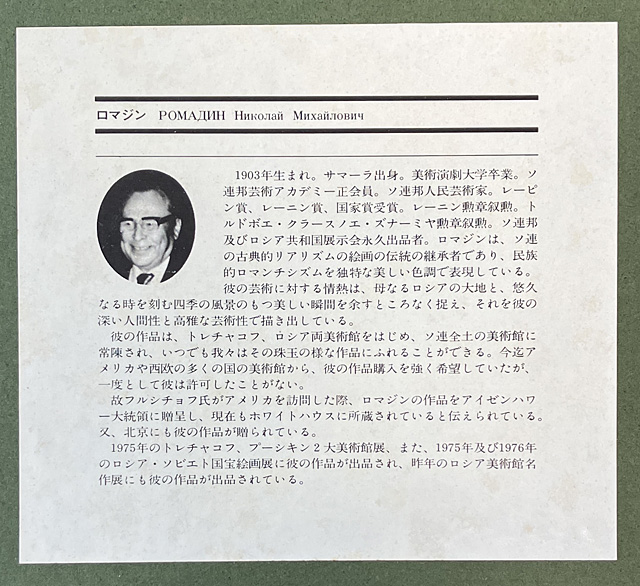 ロマジン РОМАДИН Николай Михайлович
1903年生まれ。サマーラ出身。美術演劇大学卒業。ソ
連邦芸術アカデミー正会員。ソ連邦人民芸術家。レーピ
ン賞、レーニン賞、国家賞受賞。レーニン勲章叙勲。ト
ルドボエ・クラースノエ・ズナーミヤ勲章叙勲。ソ連邦
及びロシア共和国展示会永久出品者。ロマジンは、ソ連
の古典的リアリズムの絵画の伝統の継承者であり、民族
的ロマンチシズムを独特な美しい色調で表現している。
彼の芸術に対する情熱は、母なるロシアの大地と、悠久
なる時を刻む四季の風景のもつ美しい瞬間を余すところなく捉え、それを彼の
深い人間性と高雅な芸術性で描き出している。
彼の作品は、トレチャコフ、ロシア両美術館をはじめ、ソ連全土の美術館に
常陳され、いつでも我々はその珠玉の様な作品にふれることができる。今迄ア
メリカや西欧の多くの国の美術館から、彼の作品購入を強く希望していたが、
一度として彼は許可したことがない。
故フルシチョフ氏がアメリカを訪問した際、ロマジンの作品をアイゼンハワ
ー大統領に贈呈し、現在もホワイトハウスに所蔵されていると伝えられている。
又、北京にも彼の作品が贈られている。
1975年のトレチャコフ、プーシキン2大美術館展、また、1975年及び1976年
のロシア・ソビエト国宝絵画展に彼の作品が出品され、昨年のロシア美術館名
作展にも彼の作品が出品されている。